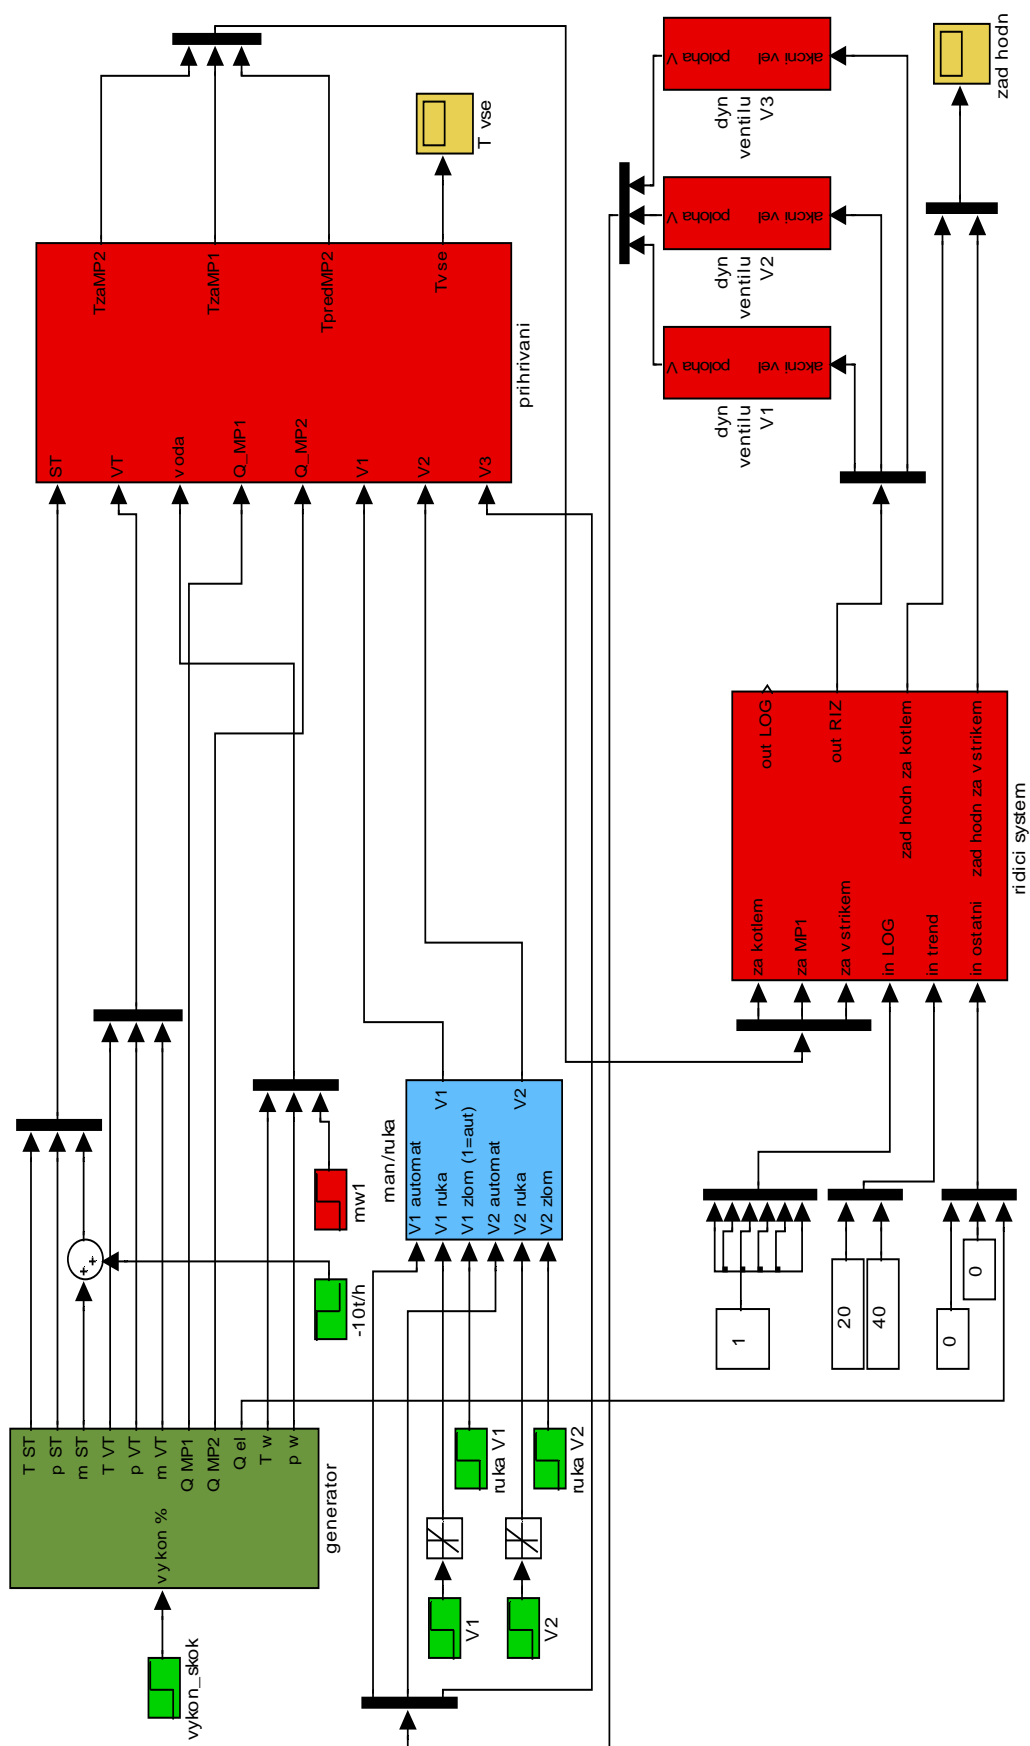 vykon_skok
vykon %
T ST
p ST
m ST
T VT
p VT
m VT
Q MP1
Q MP2
Q el
T w
p w
generator
-10t/h
mw1
V1
V2
ruka V1
ruka V2
V1 automat
V1 ruka
V1 zlom (1=aut)
V2 automat
V2 ruka
V2 zlom
V1
V2
man/ruka
ST
VT
voda
Q_MP1
Q_MP2
V1
V2
V3
TzaMP2
TzaMP1
TpredMP2
Tvse
prihrivani
T vse
1
20
40
0
0
za kotlem
za MP1
za vstrikem
in LOG
in trend
in ostatni
out LOG
out RIZ
zad hodn za kotlem
zad hodn za vstrikem
ridici system
akcni vel
poloha V
dyn
ventilu
V1
akcni vel
poloha V
dyn
ventilu
V2
akcni vel
poloha V
dyn
ventilu
V3
zad hodn